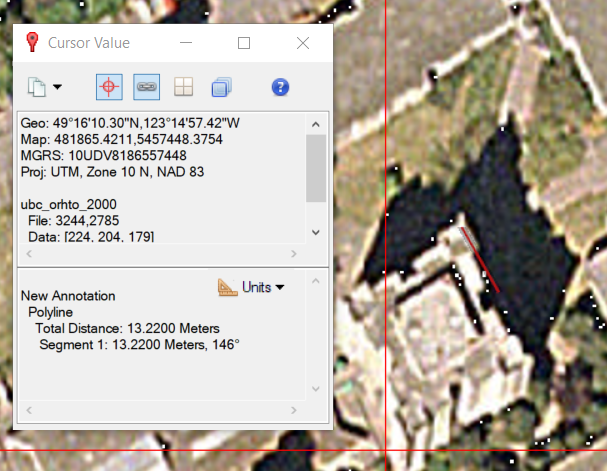 Cursor Value
Geo: 49°16'10.30"N,123°14'57.42"W
Map: 481865.4211,5457448.3754
MGRS: 10UDV8186557448
Proj: UTM, Zone 10 N, NAD 83
ubc_orhto_2000
File: 3244,2785
Data: [224, 204, 179]
Units
New Annotation
Polyline
Total Distance: 13.2200 Meters
Segment 1: 13.2200 Meters, 146°